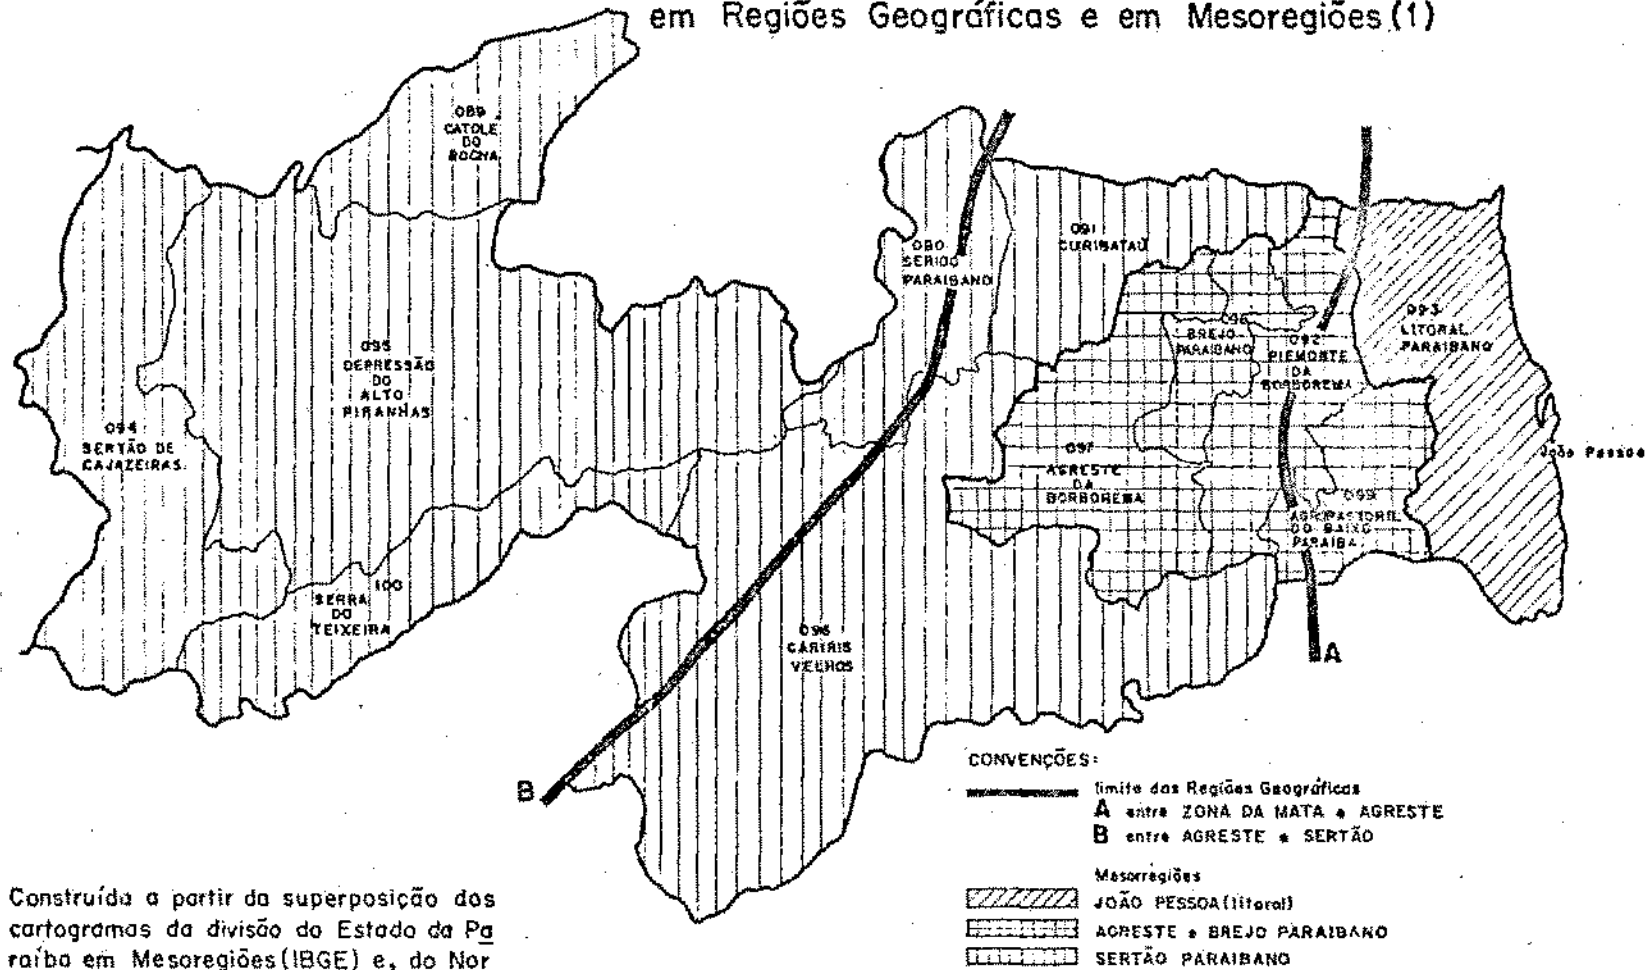 em Regiões Geográficas e em Mesoregiões(1)
089
CATOLE
DO
ROCHA
080
SERIDO
PARAIBANO
091
CURIMATAÚ
093
LITORAL
PARAIBANO
BREJO
PARAIBANO
092
PIEMONTE
DA
BORBOREMA
095
DEPRESSÃO
DO
ALTO
PIRANHAS
094
SERTÃO DE
CAJAZEIRAS
097
AGRESTE
DA
BORBOREMA
João Pessoa
099
AGROPASTORIL
DO BAIXO
PARAIBA
100
SERRA
DO
TEIXEIRA
096
CARIRIS
VELHOS
A
B
CONVENÇÕES:
limite das Regiões Geográficas
A entre ZONA DA MATA e AGRESTE
B entre AGRESTE e SERTÃO
Mesorregiões
JOÃO PESSOA(litoral)
AGRESTE e BREJO PARAIBANO
SERTÃO PARAIBANO
Construída a partir da superposição dos
cartogramas da divisão do Estado da Pa
raíba em Mesoregiões(IBGE) e, do Nor